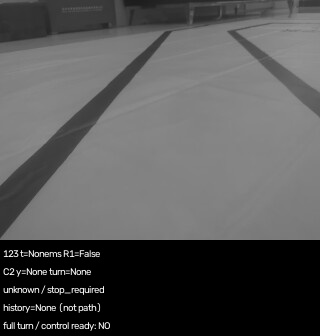 123 t=Nonems R1=False
C2 y=None turn=None
unknown / stop_required
history=None (not path)
full turn / control ready: NO